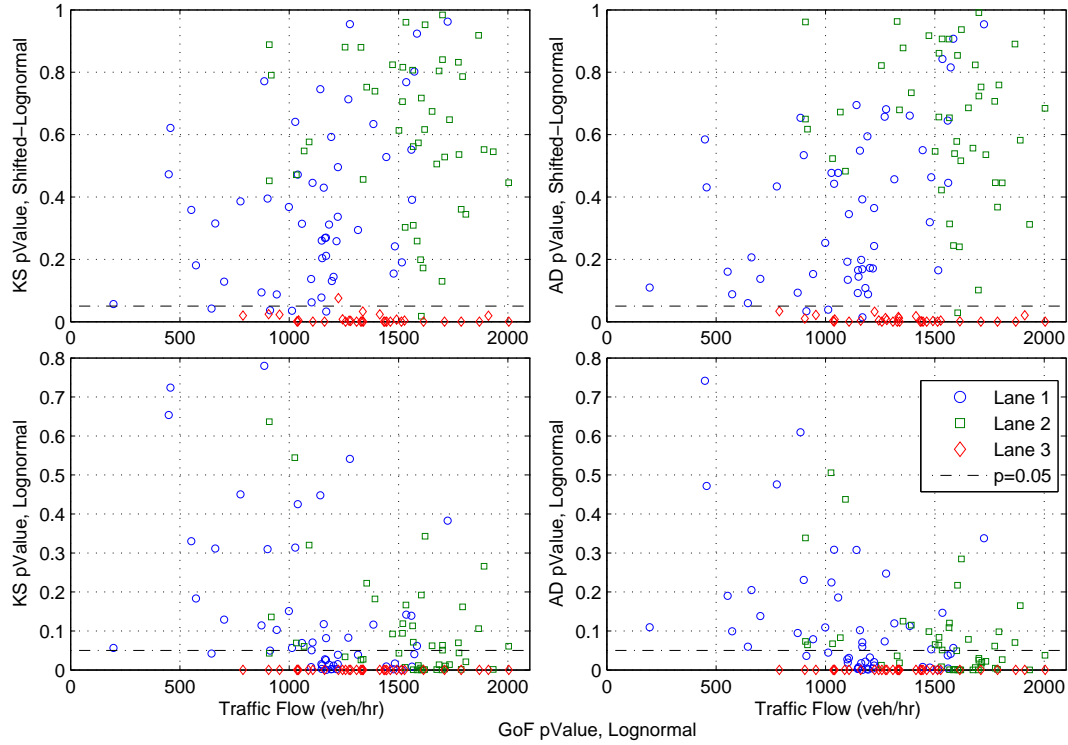 KS pValue, Shifted−Lognormal
1
0.8
0.6
0.4
0.2
0
0 500 1000 1500 2000
AD pValue, Shifted−Lognormal
1
0.8
0.6
0.4
0.2
0
0 500 1000 1500 2000
KS pValue, Lognormal
0.8
0.7
0.6
0.5
0.4
0.3
0.2
0.1
0
0 500 1000 1500 2000
Traffic Flow (veh/hr)
AD pValue, Lognormal
0.8
0.7
0.6
0.5
0.4
0.3
0.2
0.1
0
0 500 1000 1500 2000
Traffic Flow (veh/hr)
Lane 1
Lane 2
Lane 3
p=0.05
GoF pValue, Lognormal